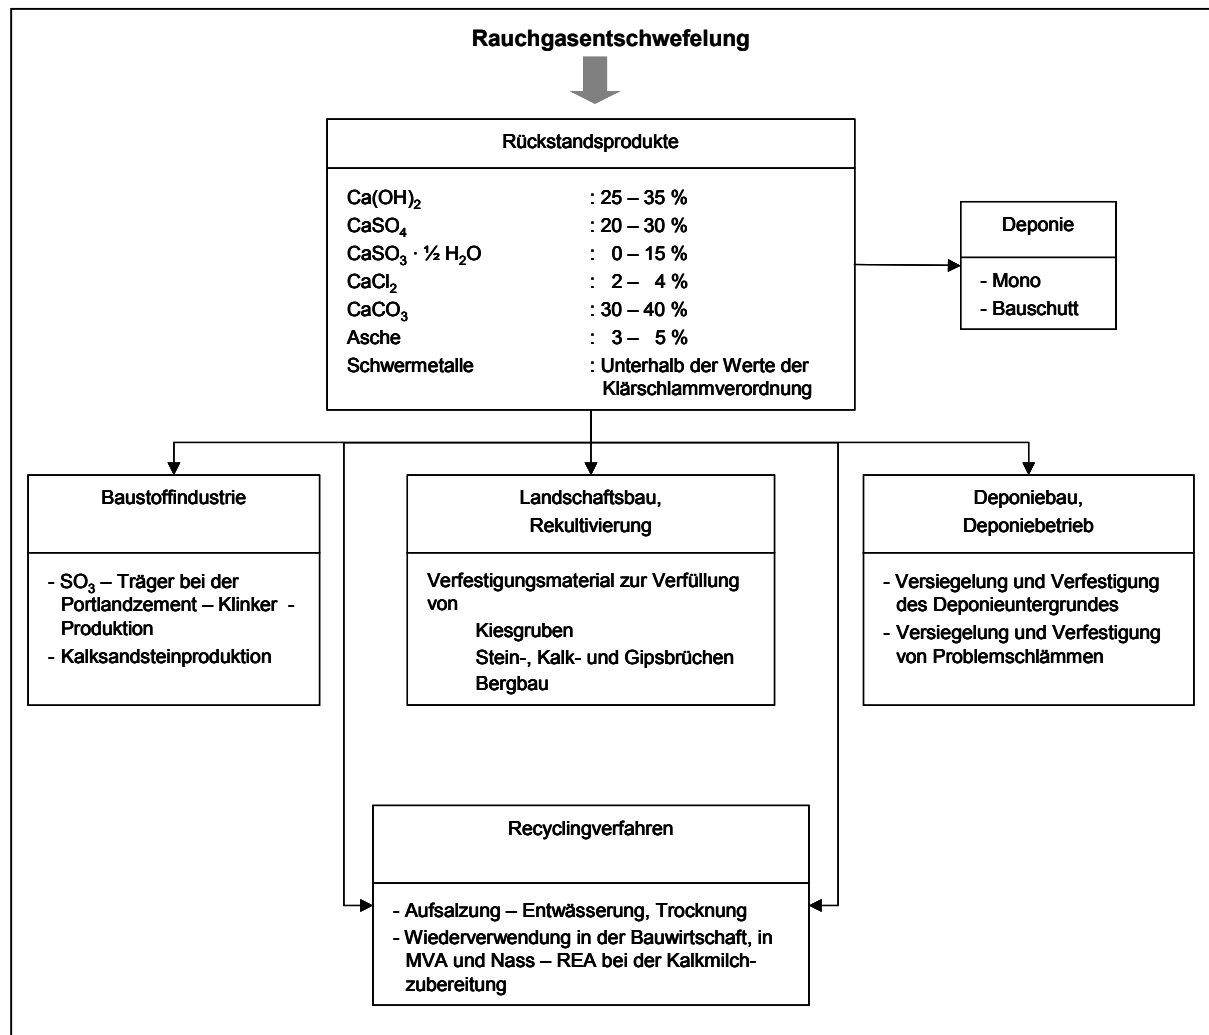 Rauchgasentschwefelung
Rückstandsprodukte
Ca(OH)₂ : 25 – 35 %
CaSO₄ : 20 – 30 %
CaSO₃ · ½ H₂O : 0 – 15 %
CaCl₂ : 2 – 4 %
CaCO₃ : 30 – 40 %
Asche : 3 – 5 %
Schwermetalle : Unterhalb der Werte der
Klärschlammverordnung
Deponie
- Mono
- Bauschutt
Baustoffindustrie
- SO₃ – Träger bei der
Portlandzement – Klinker -
Produktion
- Kalksandsteinproduktion
Landschaftsbau,
Rekultivierung
Verfestigungsmaterial zur Verfüllung
von
Kiesgruben
Stein-, Kalk- und Gipsbrüchen
Bergbau
Deponiebau,
Deponiebetrieb
- Versiegelung und Verfestigung
des Deponieuntergrundes
- Versiegelung und Verfestigung
von Problemschlämmen
Recyclingverfahren
- Aufsalzung – Entwässerung, Trocknung
- Wiederverwendung in der Bauwirtschaft, in
MVA und Nass – REA bei der Kalkmilch-
zubereitung